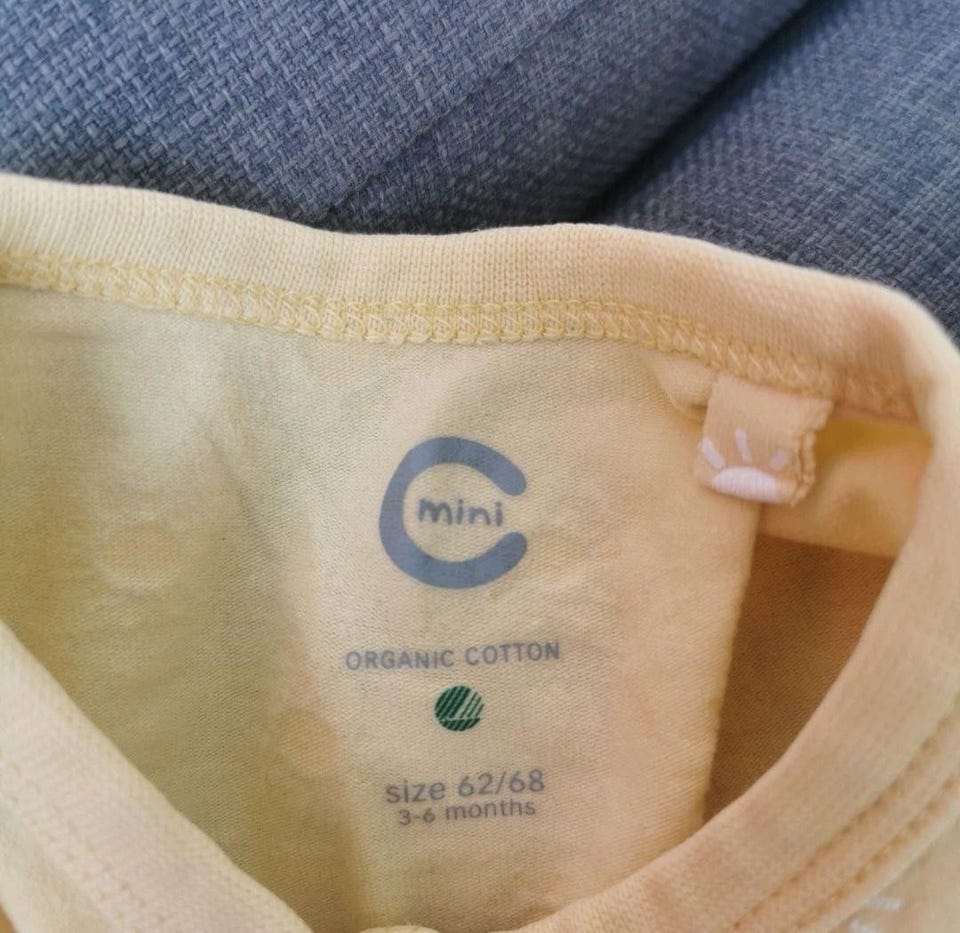 mini
ORGANIC COTTON
size 62/68
3-6 months